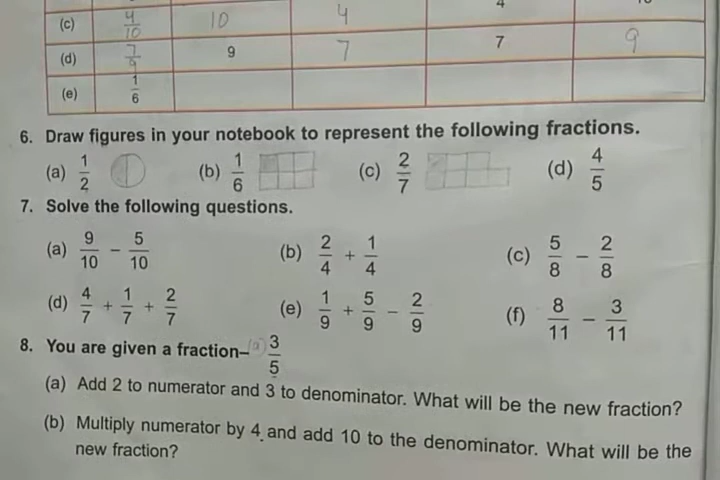 (c) 4/10 10 4 4
(d) 7/9 9 7 7 9
(e) 1/6
6. Draw figures in your notebook to represent the following fractions.
(a) 1/2 (b) 1/6 (c) 2/7 (d) 4/5
7. Solve the following questions.
(a) 9/10 − 5/10 (b) 2/4 + 1/4 (c) 5/8 − 2/8
(d) 4/7 + 1/7 + 2/7 (e) 1/9 + 5/9 − 2/9 (f) 8/11 − 3/11
8. You are given a fraction– 3/5
(a) Add 2 to numerator and 3 to denominator. What will be the new fraction?
(b) Multiply numerator by 4 and add 10 to the denominator. What will be the
new fraction?